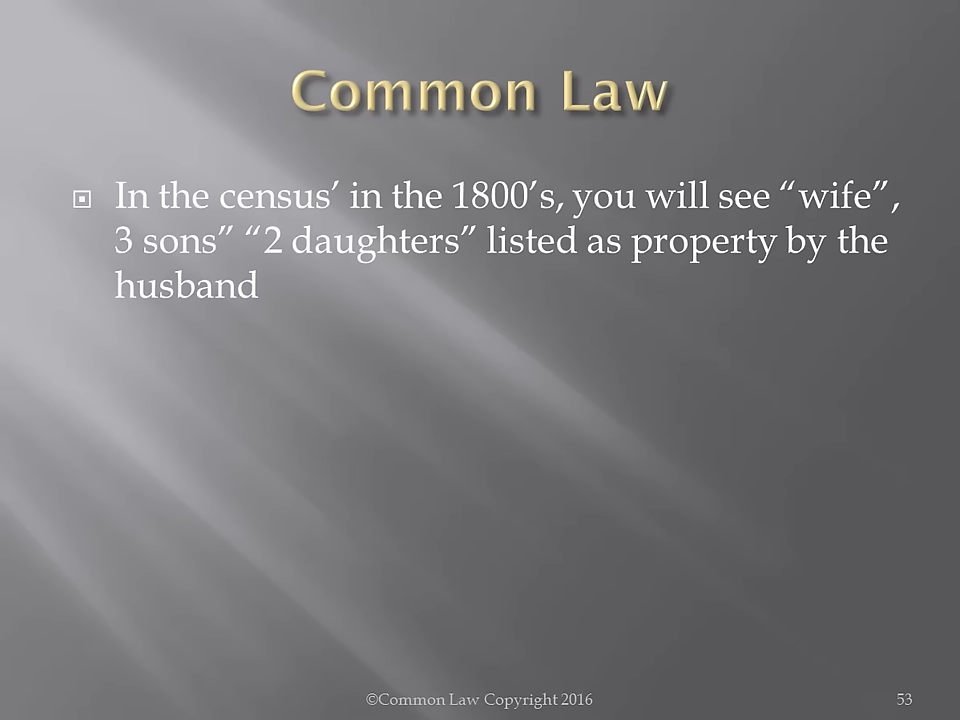 Common Law
In the census’ in the 1800’s, you will see “wife”,
3 sons” “2 daughters” listed as property by the
husband
©Common Law Copyright 2016
53